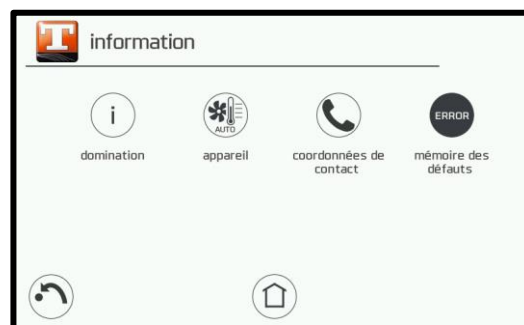 T information
i
AUTO
ERROR
domination
appareil
coordonnées de
contact
mémoire des
défauts